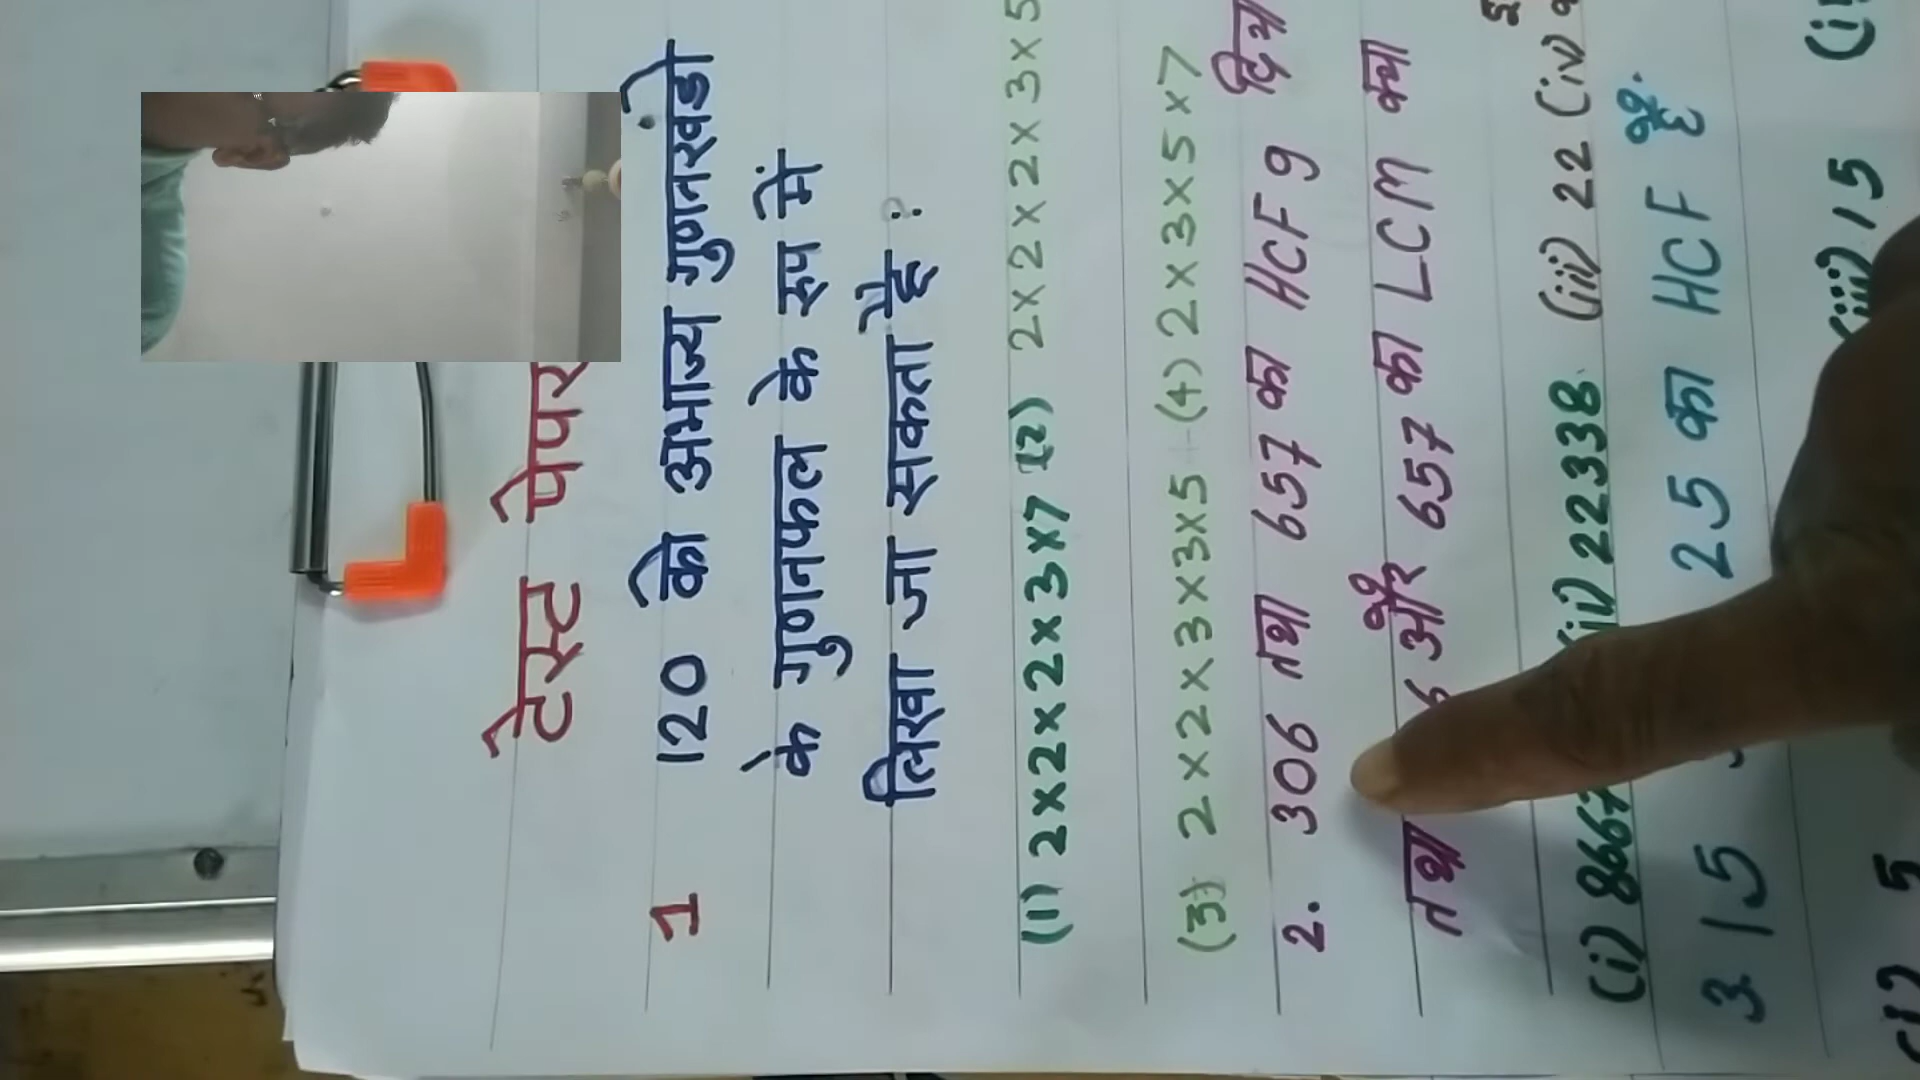 टेस्ट पेपर
1 120 को अभाज्य गुणनखंडो
के गुणनफल के रूप में
लिखा जा सकता है :
(1) 2×2×2×3×7 (2) 2×2×2×3×5
(3) 2×2×3×3×5 (4) 2×3×5×7
2. 306 तथा 657 का HCF 9 दिया
तथा 6 और 657 का LCM क्या
(i) 8667 (ii) 22338 (iii) 22 (iv)
3 15 25 का HCF है.
5 (iii) 15